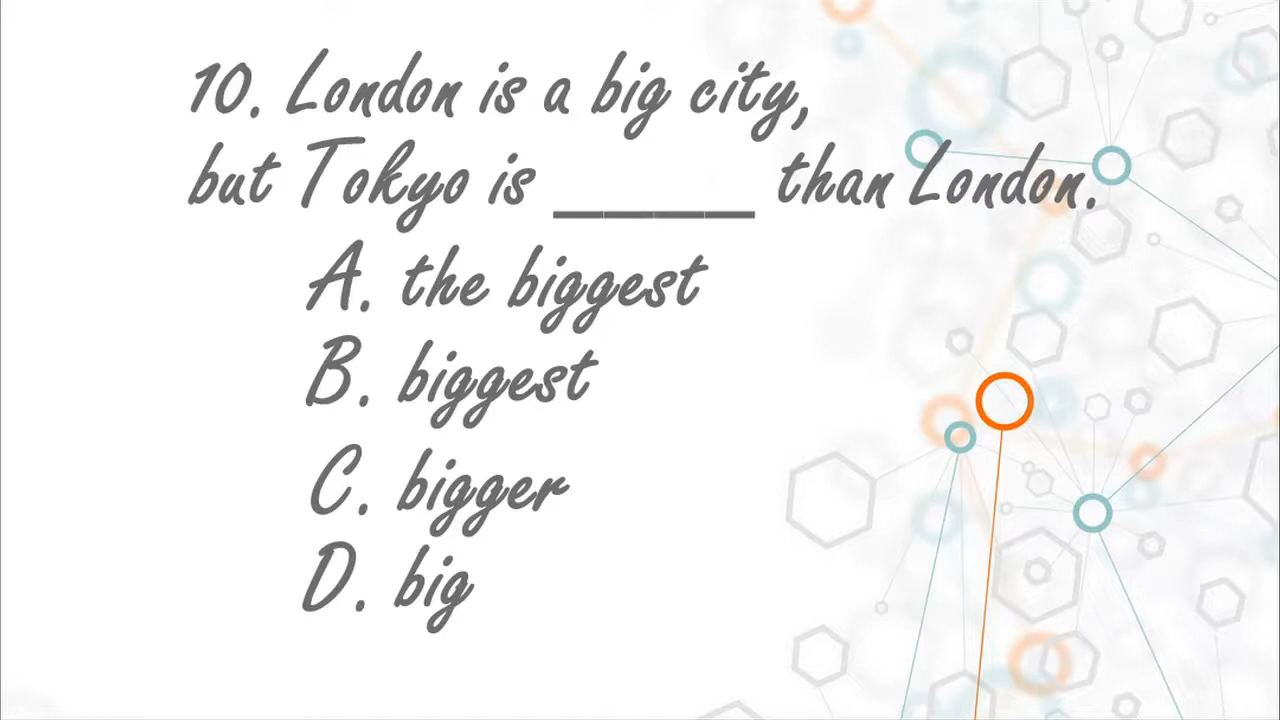 10. London is a big city,
but Tokyo is ______ than London.
A. the biggest
B. biggest
C. bigger
D. big